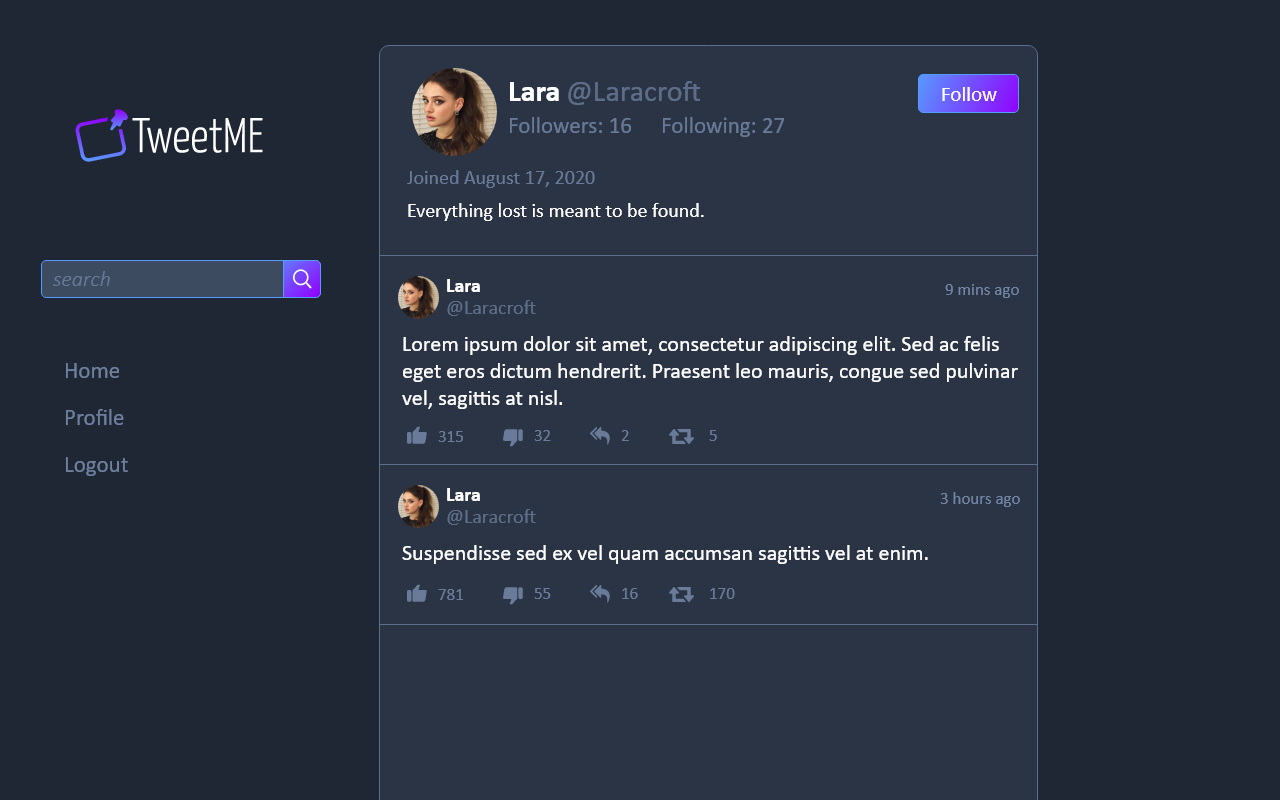 TweetME
search
Home
Profile
Logout
Lara @Laracroft
Follow
Followers: 16 Following: 27
Joined August 17, 2020
Everything lost is meant to be found.
Lara
9 mins ago
@Laracroft
Lorem ipsum dolor sit amet, consectetur adipiscing elit. Sed ac felis
eget eros dictum hendrerit. Praesent leo mauris, congue sed pulvinar
vel, sagittis at nisl.
315 32 2 5
Lara
3 hours ago
@Laracroft
Suspendisse sed ex vel quam accumsan sagittis vel at enim.
781 55 16 170